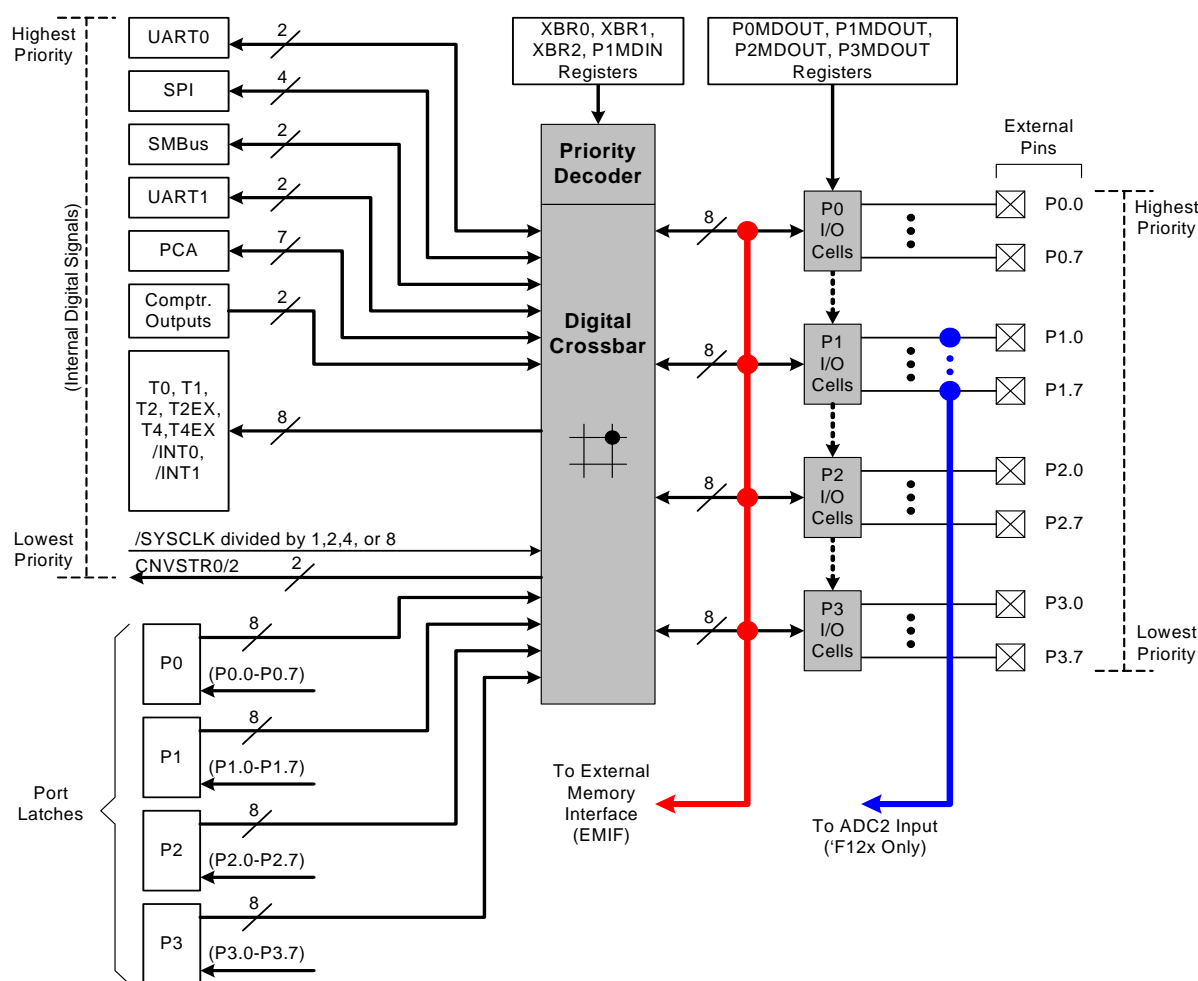 Highest
Priority
(Internal Digital Signals)
Lowest
Priority
UART0
2
SPI
4
SMBus
2
UART1
2
PCA
7
Comptr.
Outputs
2
T0, T1,
T2, T2EX,
T4,T4EX
/INT0,
/INT1
8
/SYSCLK divided by 1,2,4, or 8
CNVSTR0/2
2
Port
Latches
P0
8
(P0.0-P0.7)
P1
8
(P1.0-P1.7)
P2
8
(P2.0-P2.7)
P3
8
(P3.0-P3.7)
XBR0, XBR1,
XBR2, P1MDIN
Registers
P0MDOUT, P1MDOUT,
P2MDOUT, P3MDOUT
Registers
Priority
Decoder
Digital
Crossbar
8
8
8
8
P0
I/O
Cells
P1
I/O
Cells
P2
I/O
Cells
P3
I/O
Cells
External
Pins
P0.0
P0.7
P1.0
P1.7
P2.0
P2.7
P3.0
P3.7
Highest
Priority
Lowest
Priority
To External
Memory
Interface
(EMIF)
To ADC2 Input
(‘F12x Only)